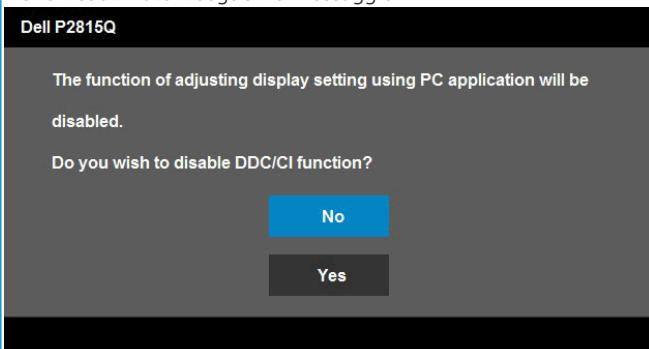 Dell P2815Q
The function of adjusting display setting using PC application will be
disabled.
Do you wish to disable DDC/CI function?
No
Yes